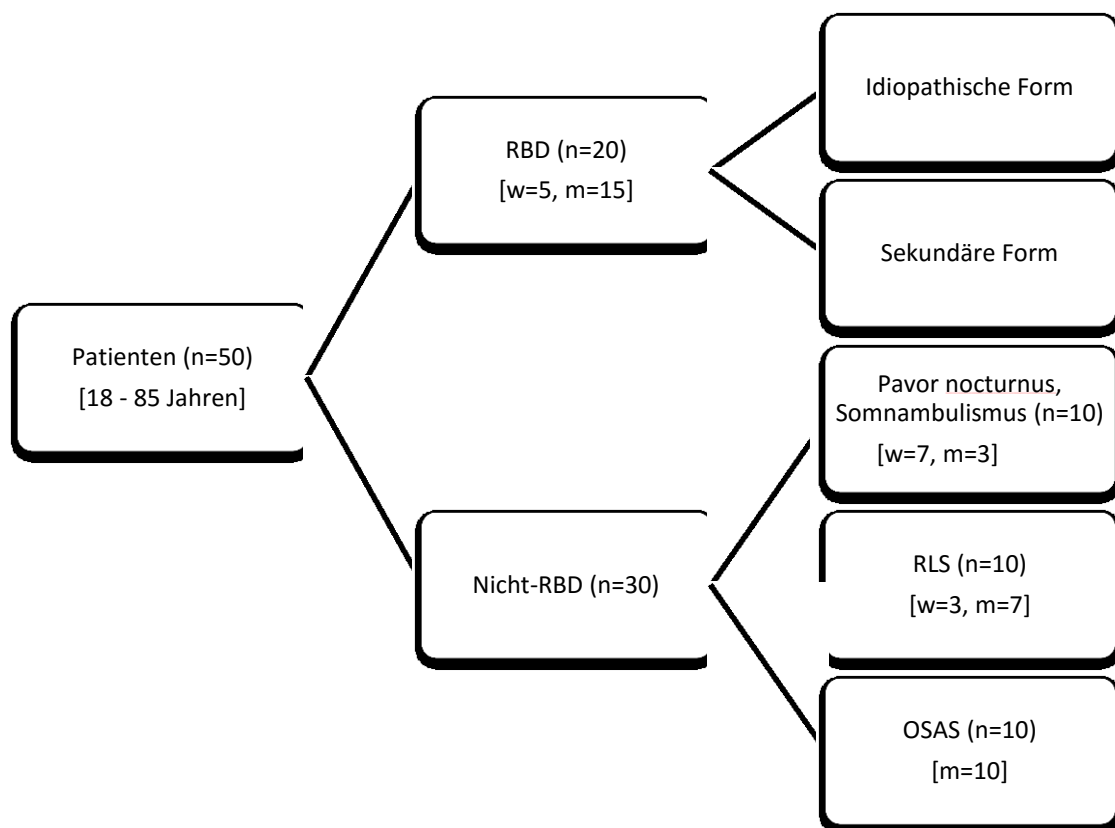 Patienten (n=50)
[18 - 85 Jahren]
RBD (n=20)
[w=5, m=15]
Idiopathische Form
Sekundäre Form
Nicht-RBD (n=30)
Pavor nocturnus,
Somnambulismus (n=10)
[w=7, m=3]
RLS (n=10)
[w=3, m=7]
OSAS (n=10)
[m=10]